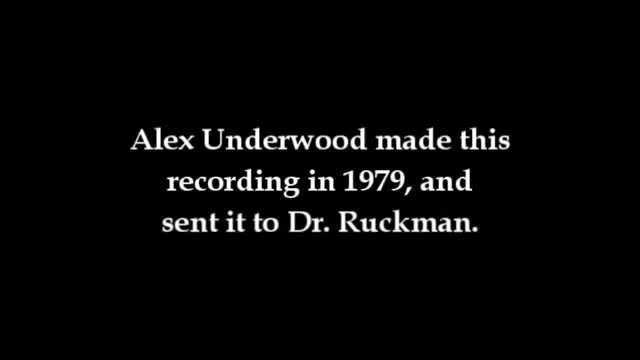 Alex Underwood made this
recording in 1979, and
sent it to Dr. Ruckman.